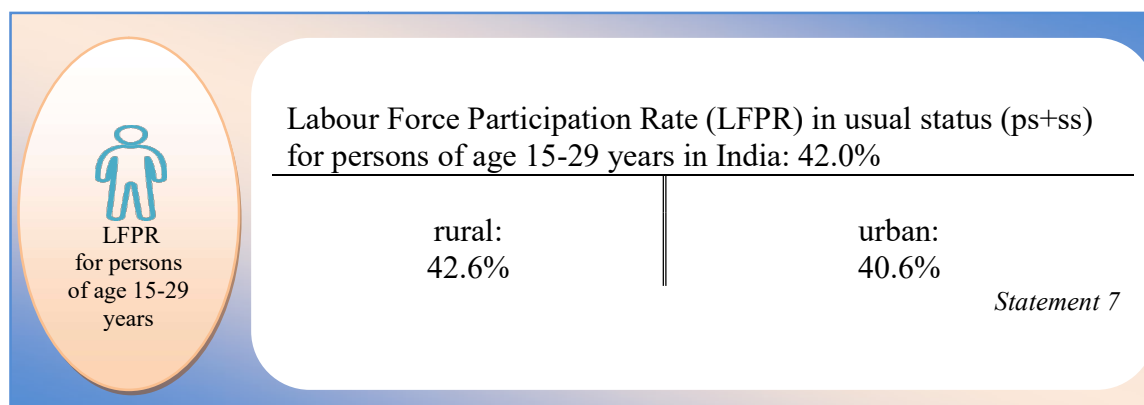 LFPR
for persons
of age 15-29
years
Labour Force Participation Rate (LFPR) in usual status (ps+ss)
for persons of age 15-29 years in India: 42.0%
rural:
42.6%
urban:
40.6%
Statement 7